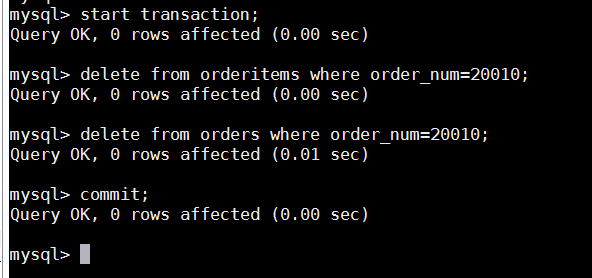 mysql> start transaction;
Query OK, 0 rows affected (0.00 sec)
mysql> delete from orderitems where order_num=20010;
Query OK, 0 rows affected (0.00 sec)
mysql> delete from orders where order_num=20010;
Query OK, 0 rows affected (0.01 sec)
mysql> commit;
Query OK, 0 rows affected (0.00 sec)
mysql>